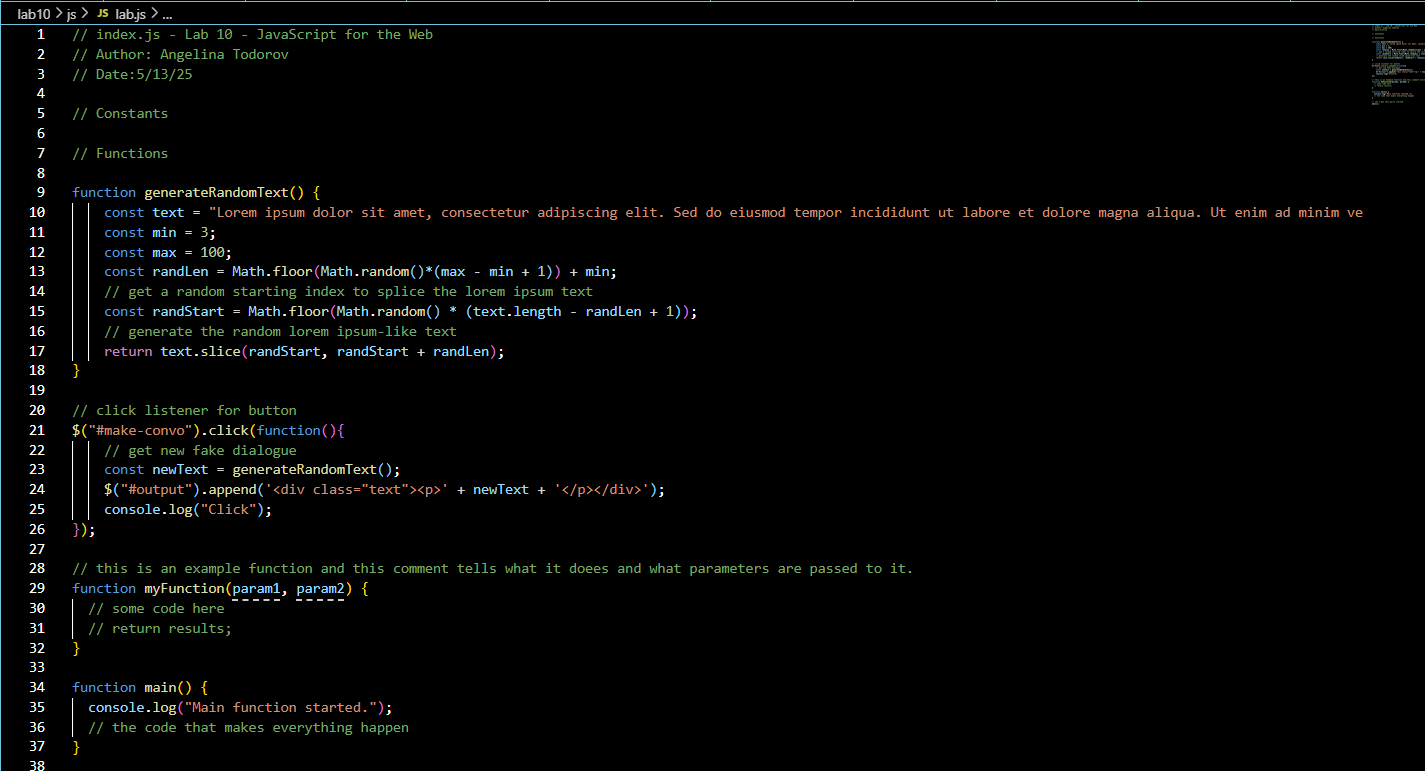 lab10 > js > JS lab.js > ...
1 // index.js - Lab 10 - JavaScript for the Web
2 // Author: Angelina Todorov
3 // Date:5/13/25
4
5 // Constants
6
7 // Functions
8
9 function generateRandomText() {
10 const text = "Lorem ipsum dolor sit amet, consectetur adipiscing elit. Sed do eiusmod tempor incididunt ut labore et dolore magna aliqua. Ut enim ad minim ve
11 const min = 3;
12 const max = 100;
13 const randLen = Math.floor(Math.random()*(max - min + 1)) + min;
14 // get a random starting index to splice the lorem ipsum text
15 const randStart = Math.floor(Math.random() * (text.length - randLen + 1));
16 // generate the random lorem ipsum-like text
17 return text.slice(randStart, randStart + randLen);
18 }
19
20 // click listener for button
21 $("#make-convo").click(function(){
22 // get new fake dialogue
23 const newText = generateRandomText();
24 $("#output").append('<div class="text"><p>' + newText + '</p></div>');
25 console.log("Click");
26 });
27
28 // this is an example function and this comment tells what it doees and what parameters are passed to it.
29 function myFunction(param1, param2) {
30 // some code here
31 // return results;
32 }
33
34 function main() {
35 console.log("Main function started.");
36 // the code that makes everything happen
37 }
38